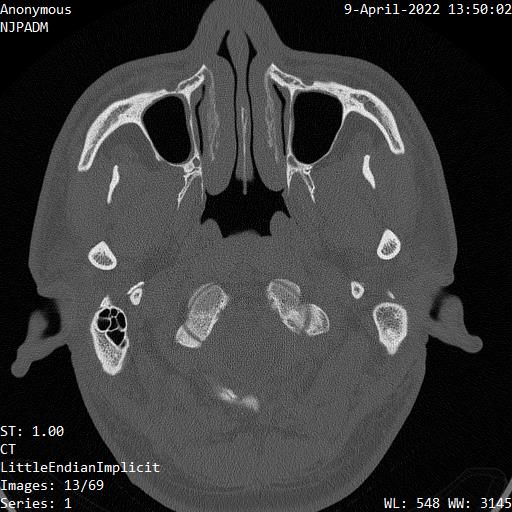 Anonymous
NJPADM
9-April-2022 13:50:02
ST: 1.00
CT
LittleEndianImplicit
Images: 13/69
Series: 1
WL: 548 WW: 3145